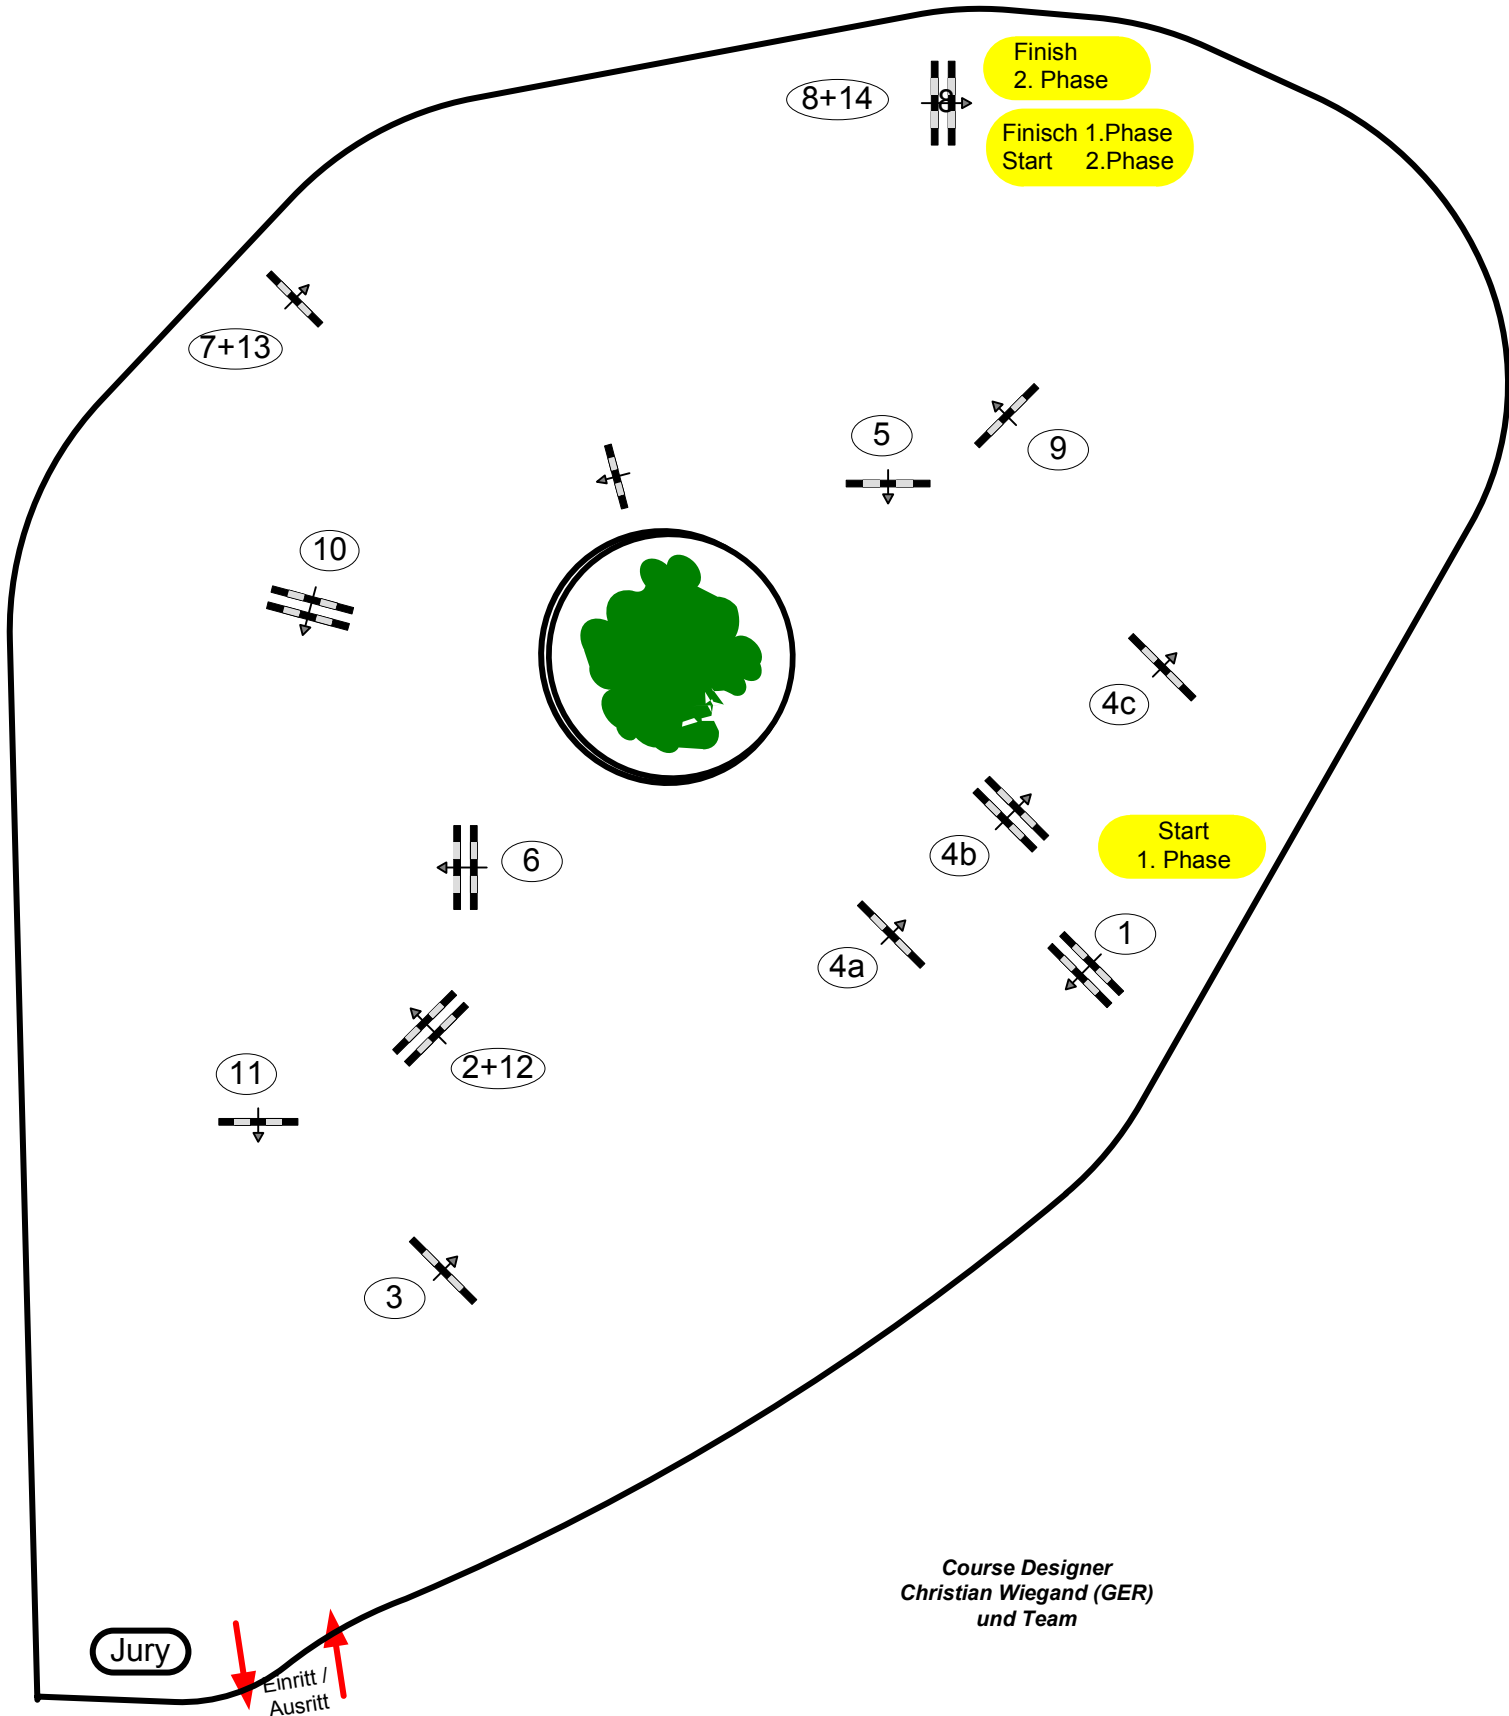 Finish
2. Phase
8+14
8
Finisch 1.Phase
Start 2.Phase
7+13
5
9
10
4c
Start
1. Phase
6
4b
1
4a
2+12
11
3
Course Designer
Christian Wiegand (GER)
und Team
Jury
Einritt /
Ausritt